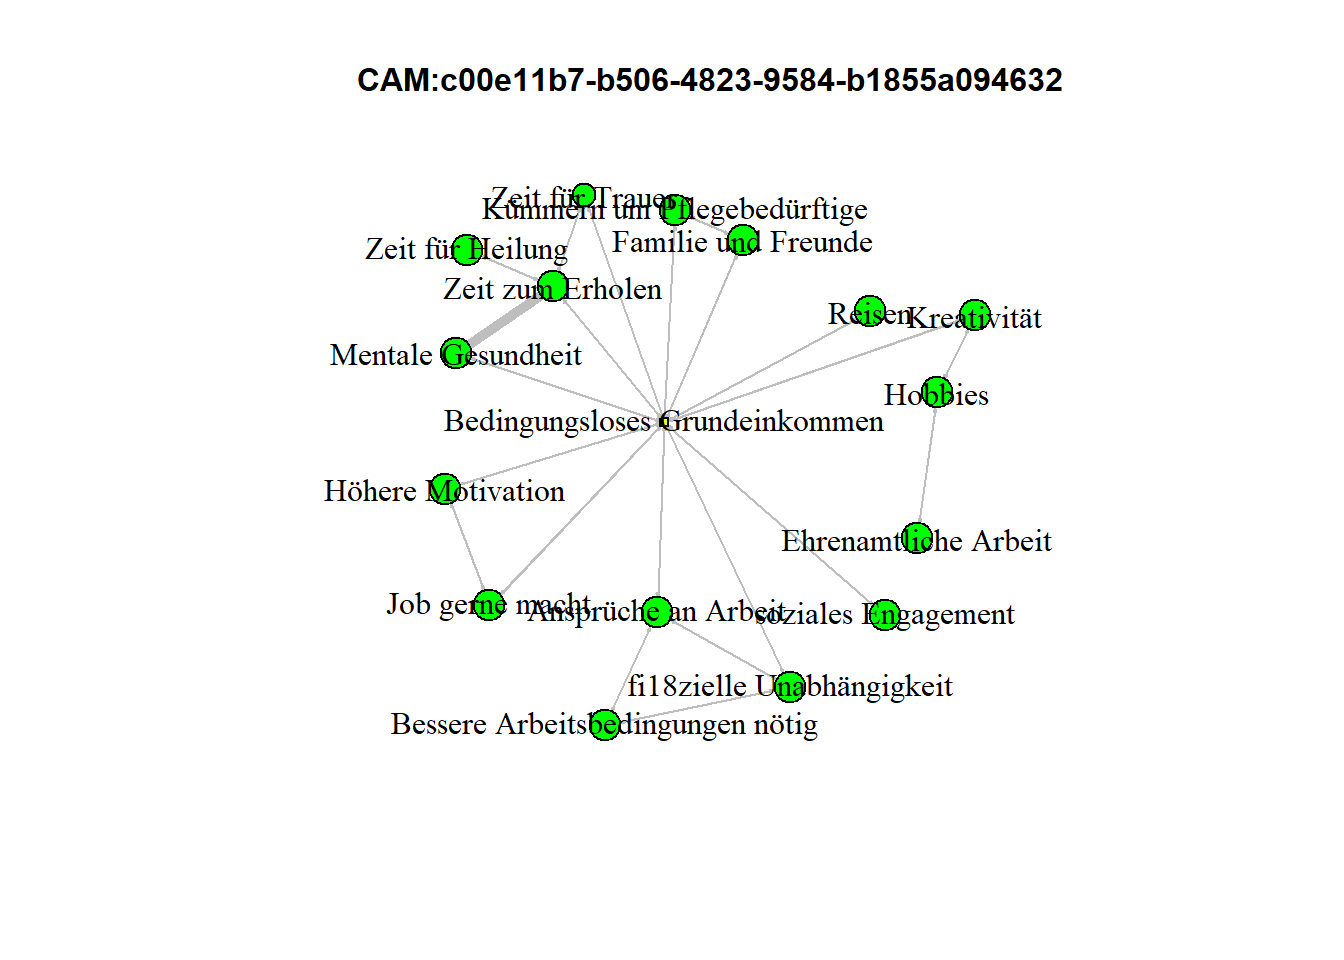 CAM:c00e11b7-b506-4823-9584-b1855a094632
Zeit für Trauer
Kümmern um Pflegebedürftige
Familie und Freunde
Zeit für Heilung
Zeit zum Erholen
Reisen
Kreativität
Mentale Gesundheit
Hobbies
Bedingungsloses Grundeinkommen
Höhere Motivation
Ehrenamtliche Arbeit
Job gerne macht
Ansprüche an Arbeit
soziales Engagement
fi18zielle Unabhängigkeit
Bessere Arbeitsbedingungen nötig